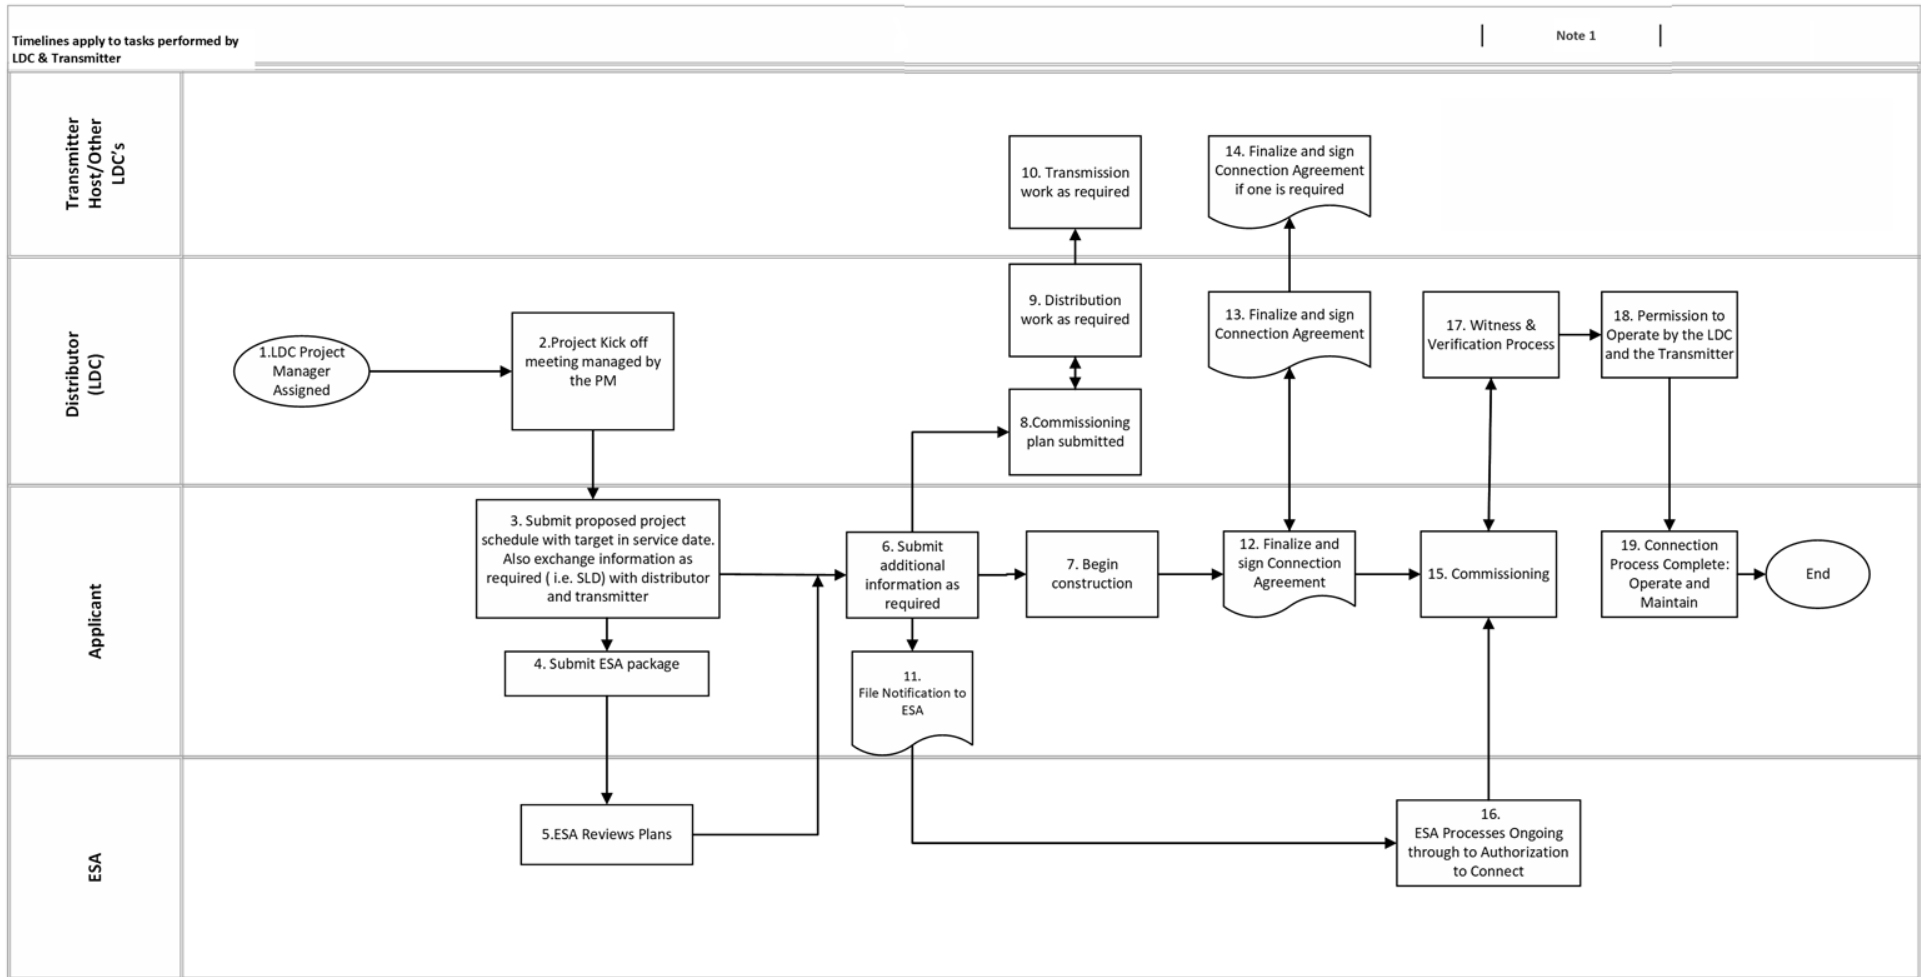 Timelines apply to tasks performed by
LDC & Transmitter
Note 1
Transmitter
Host/Other
LDC's
10. Transmission
work as required
14. Finalize and sign
Connection Agreement
if one is required
Distributor
(LDC)
1.LDC Project
Manager
Assigned
2.Project Kick off
meeting managed by
the PM
9. Distribution
work as required
8.Commissioning
plan submitted
13. Finalize and sign
Connection Agreement
17. Witness &
Verification Process
18. Permission to
Operate by the LDC
and the Transmitter
Applicant
3. Submit proposed project
schedule with target in service date.
Also exchange information as
required ( i.e. SLD) with distributor
and transmitter
4. Submit ESA package
6. Submit
additional
information as
required
7. Begin
construction
11.
File Notification to
ESA
12. Finalize and
sign Connection
Agreement
15. Commissioning
19. Connection
Process Complete:
Operate and
Maintain
End
ESA
5.ESA Reviews Plans
16.
ESA Processes Ongoing
through to Authorization
to Connect